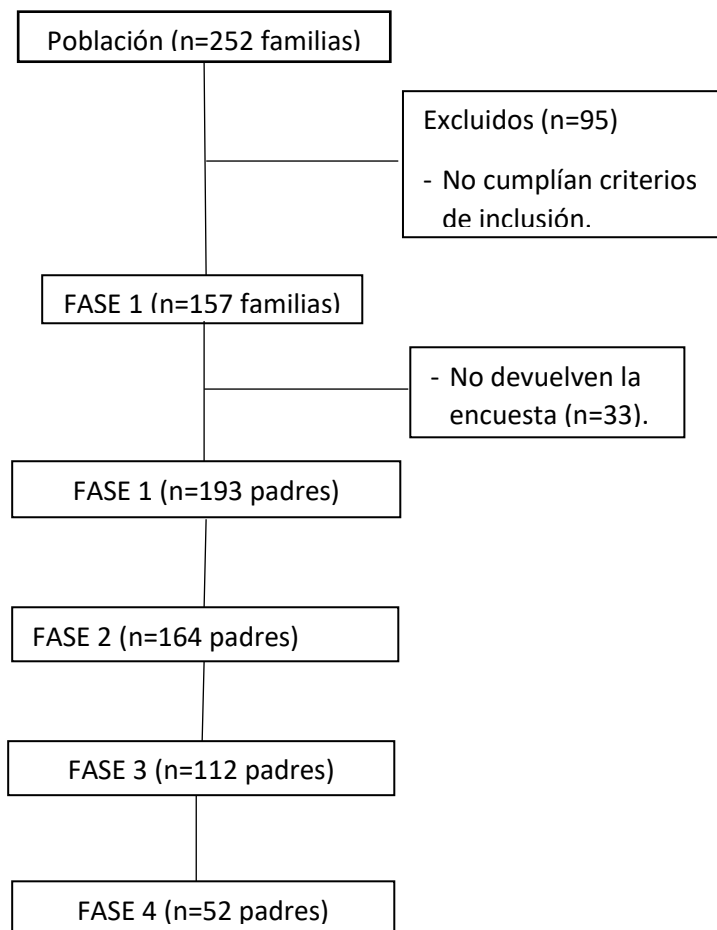 Población (n=252 familias)
Excluidos (n=95)
- No cumplían criterios
de inclusión.
FASE 1 (n=157 familias)
- No devuelven la
encuesta (n=33).
FASE 1 (n=193 padres)
FASE 2 (n=164 padres)
FASE 3 (n=112 padres)
FASE 4 (n=52 padres)